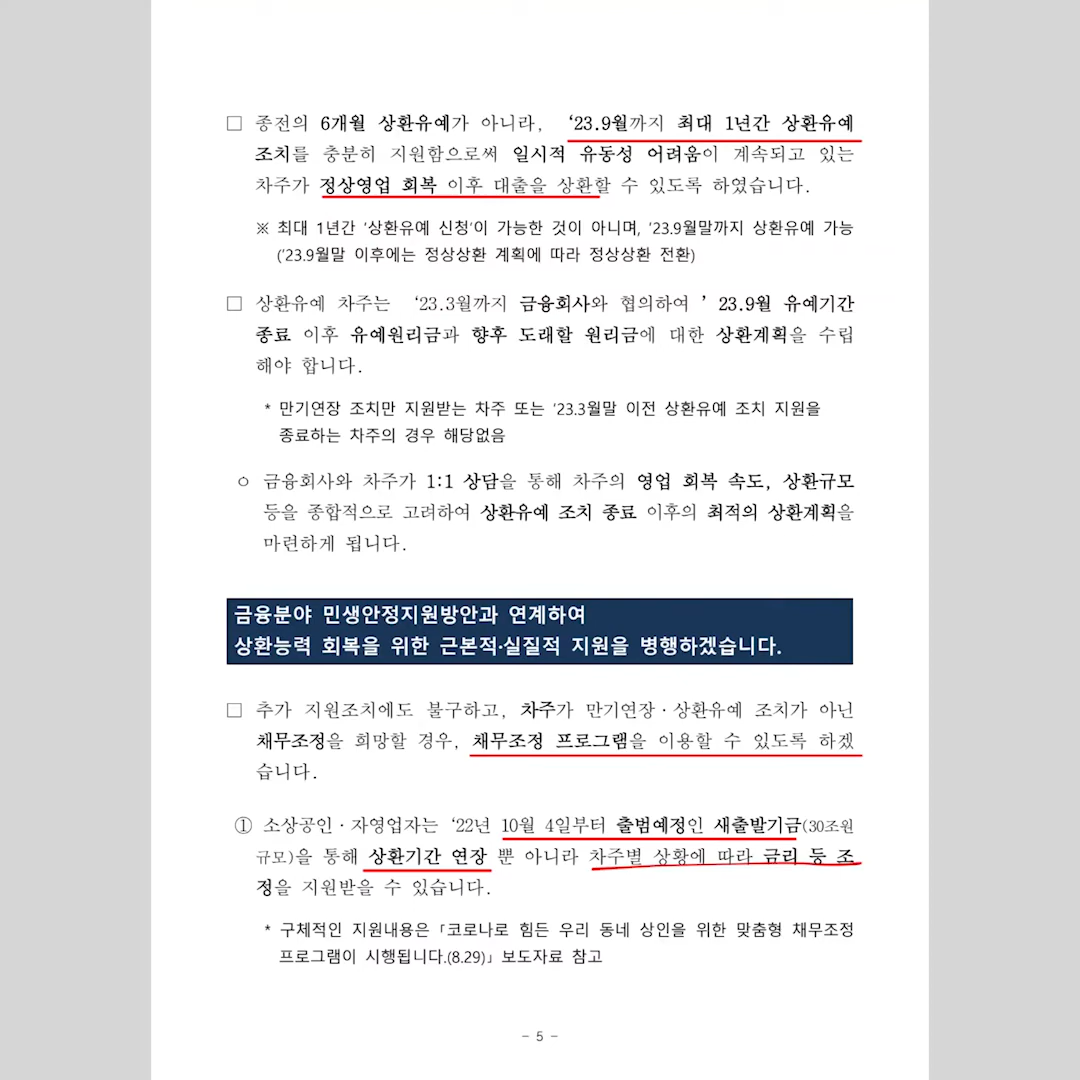 □ 종전의 6개월 상환유예가 아니라, ‘23.9월까지 최대 1년간 상환유예
조치를 충분히 지원함으로써 일시적 유동성 어려움이 계속되고 있는
차주가 정상영업 회복 이후 대출을 상환할 수 있도록 하였습니다.
※ 최대 1년간 ‘상환유예 신청’이 가능한 것이 아니며, ’23.9월말까지 상환유예 가능
(’23.9월말 이후에는 정상상환 계획에 따라 정상상환 전환)
□ 상환유예 차주는 ‘23.3월까지 금융회사와 협의하여 ’ 23.9월 유예기간
종료 이후 유예원리금과 향후 도래할 원리금에 대한 상환계획을 수립
해야 합니다.
* 만기연장 조치만 지원받는 차주 또는 ’23.3월말 이전 상환유예 조치 지원을
종료하는 차주의 경우 해당없음
ㅇ 금융회사와 차주가 1:1 상담을 통해 차주의 영업 회복 속도, 상환규모
등을 종합적으로 고려하여 상환유예 조치 종료 이후의 최적의 상환계획을
마련하게 됩니다.
금융분야 민생안정지원방안과 연계하여
상환능력 회복을 위한 근본적·실질적 지원을 병행하겠습니다.
□ 추가 지원조치에도 불구하고, 차주가 만기연장·상환유예 조치가 아닌
채무조정을 희망할 경우, 채무조정 프로그램을 이용할 수 있도록 하겠
습니다.
① 소상공인·자영업자는 ‘22년 10월 4일부터 출범예정인 새출발기금(30조원
규모)을 통해 상환기간 연장 뿐 아니라 차주별 상황에 따라 금리 등 조
정을 지원받을 수 있습니다.
* 구체적인 지원내용은 「코로나로 힘든 우리 동네 상인을 위한 맞춤형 채무조정
프로그램이 시행됩니다.(8.29)」 보도자료 참고
- 5 -